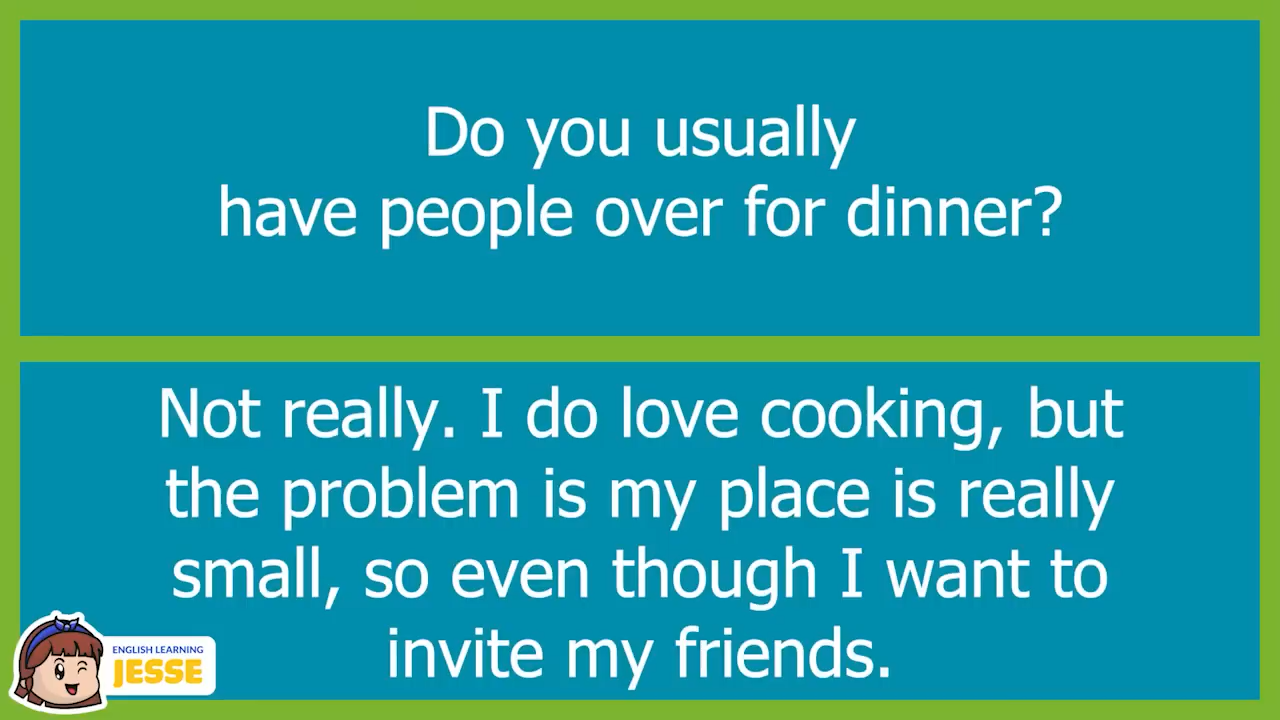 Do you usually
have people over for dinner?
Not really. I do love cooking, but
the problem is my place is really
small, so even though I want to
invite my friends.
ENGLISH LEARNING
JESSE